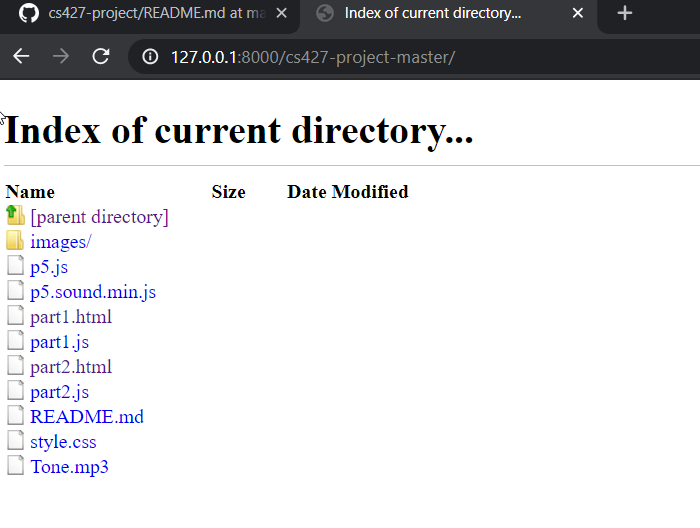 cs427-project/README.md at ma
Index of current directory...
127.0.0.1:8000/cs427-project-master/
Index of current directory...
Name Size Date Modified
[parent directory]
images/
p5.js
p5.sound.min.js
part1.html
part1.js
part2.html
part2.js
README.md
style.css
Tone.mp3